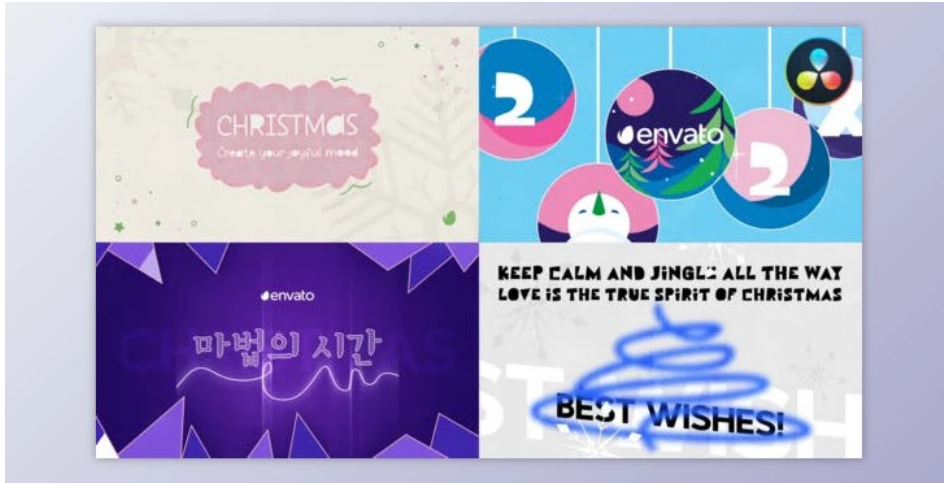 CHRISTMaS
Create your joyful mood
2
envato
2
X
envato
CHRISTMAS
마법의 시간
KEEP CALM AND JiNGLE ALL THE WAY
LOVE iS THE TRUE SPiRiT OF CHRiSTMAS
BEST WISHES!